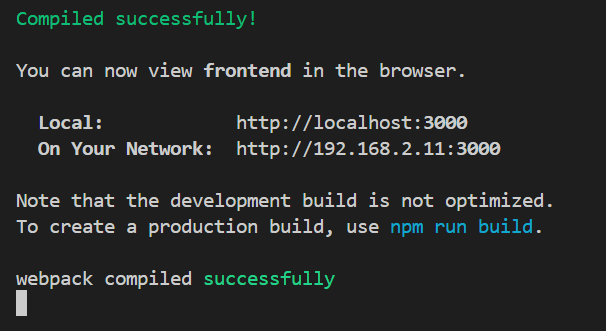 Compiled successfully!
You can now view frontend in the browser.
Local: http://localhost:3000
On Your Network: http://192.168.2.11:3000
Note that the development build is not optimized.
To create a production build, use npm run build.
webpack compiled successfully